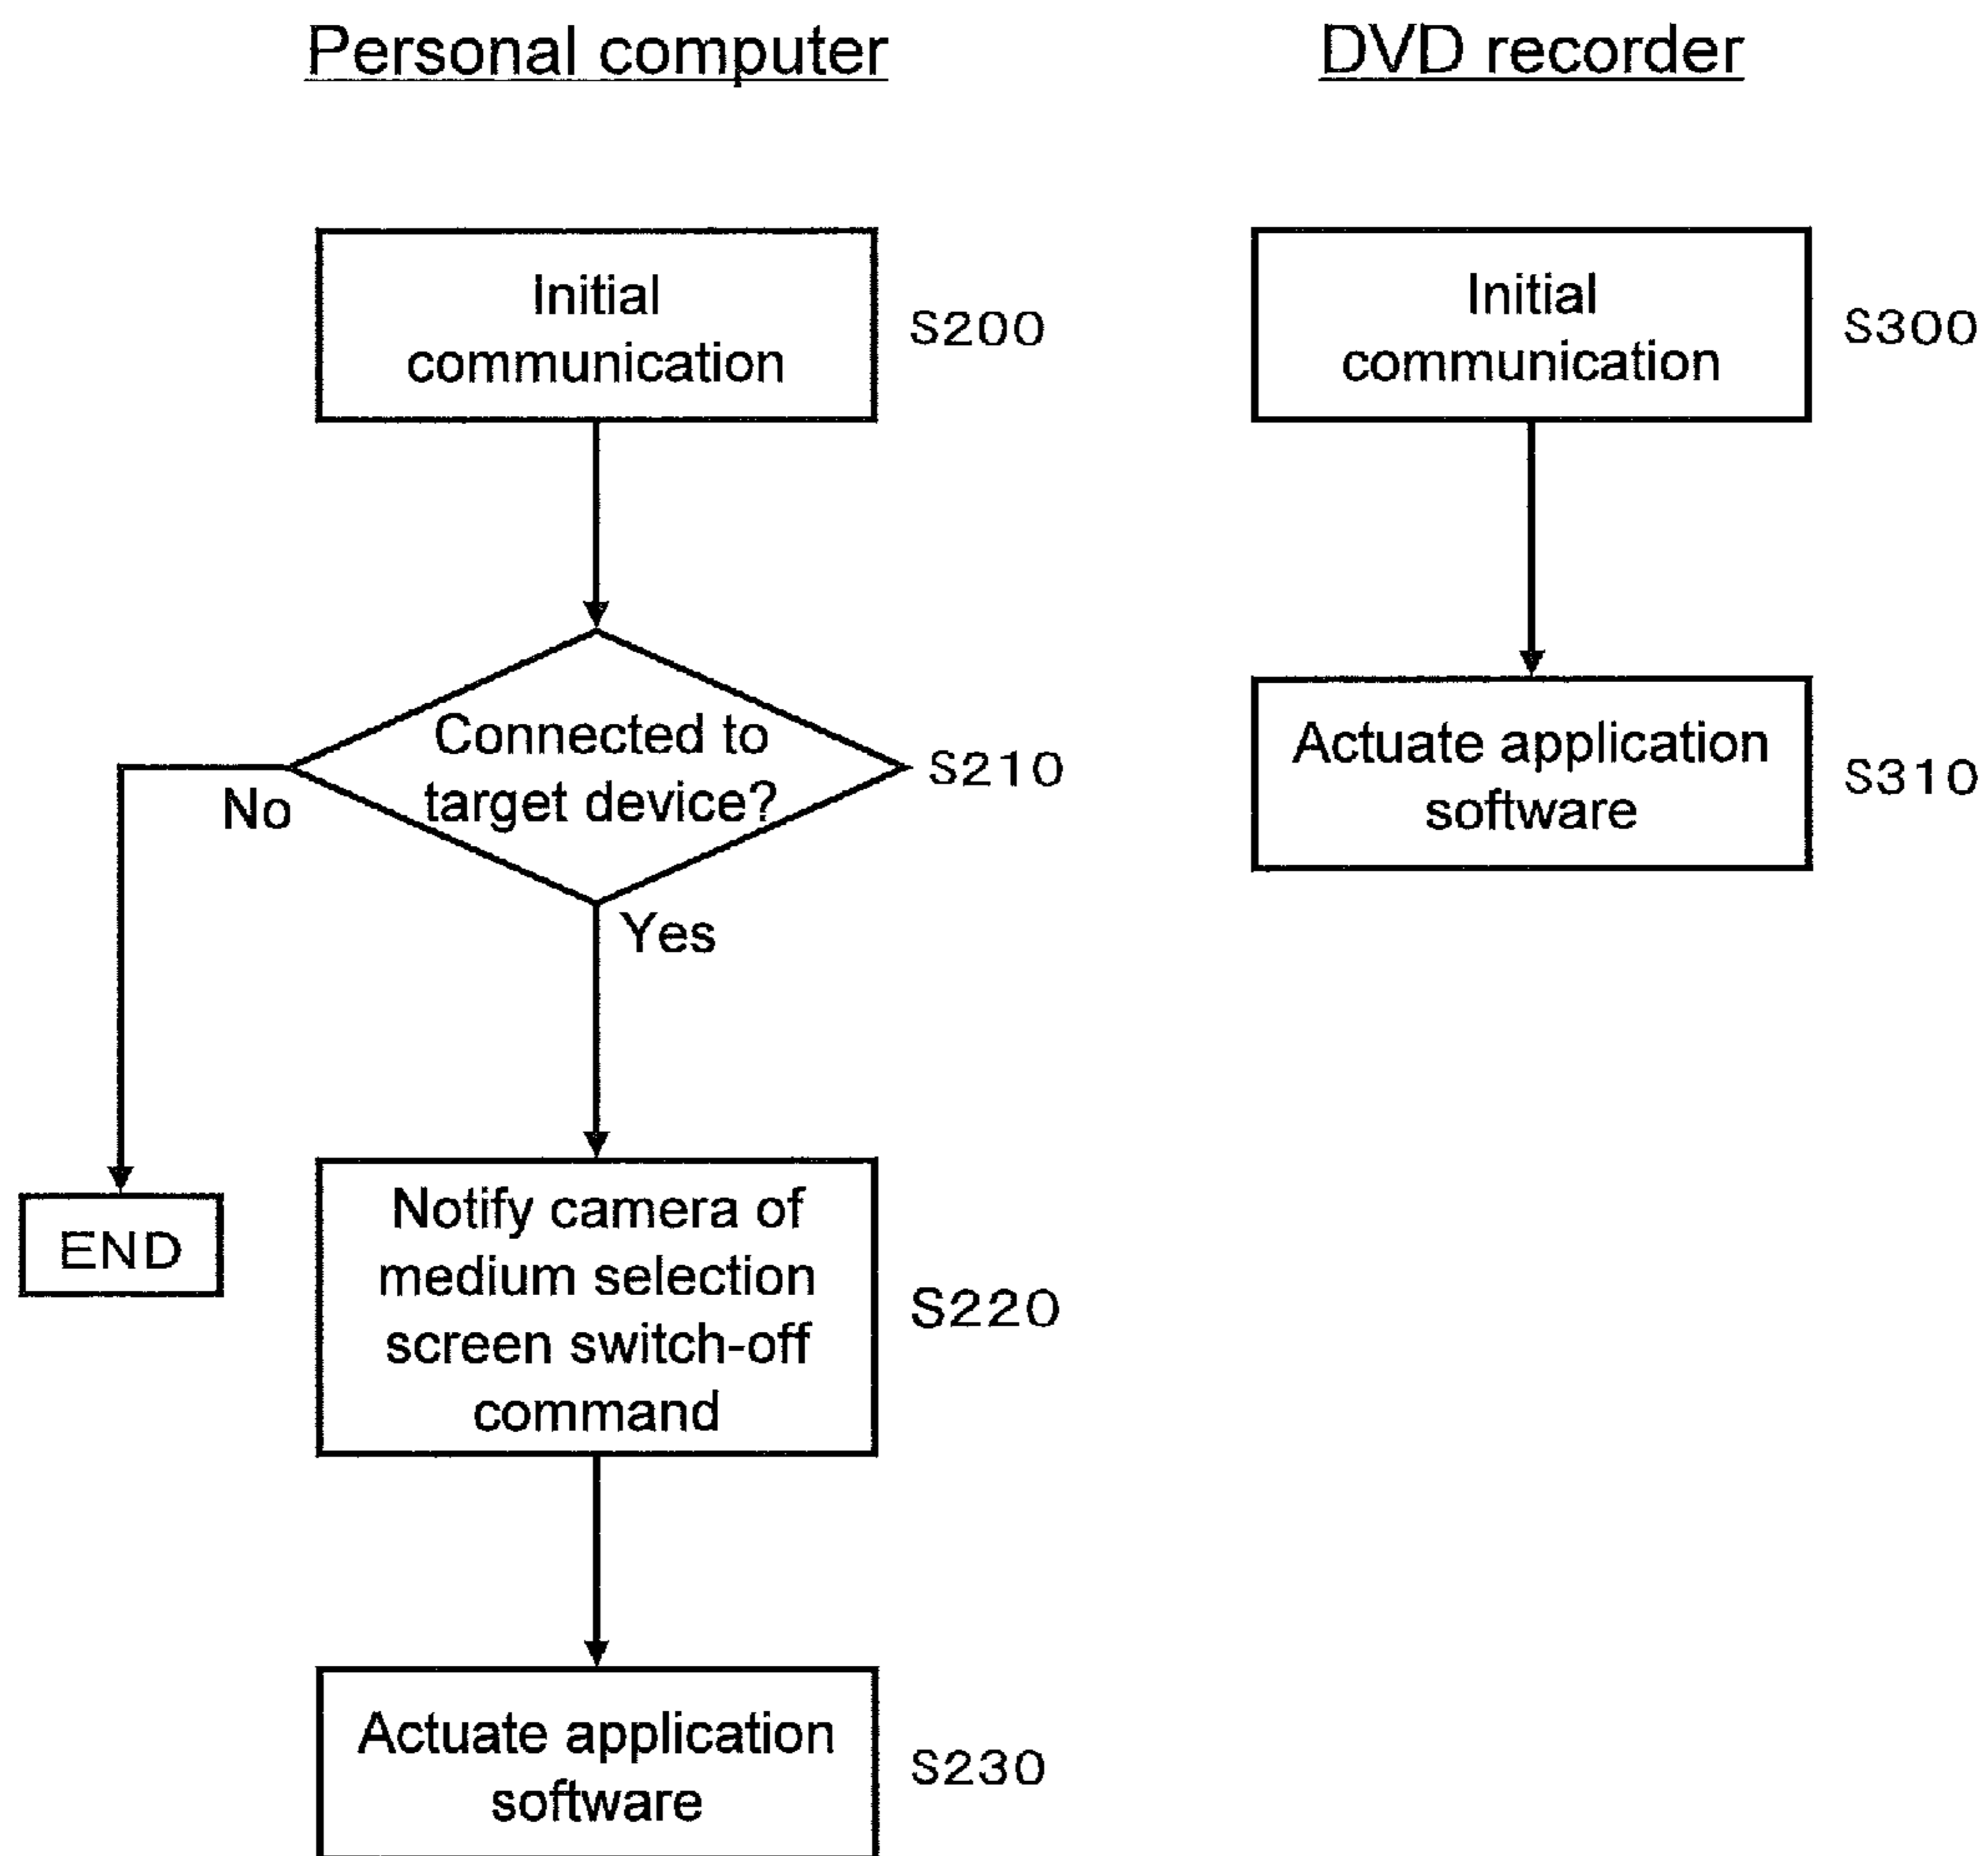 Personal computer
Initial
communication
S200
Connected to
target device?
S210
No
Yes
END
Notify camera of
medium selection
screen switch-off
command
S220
Actuate application
software
S230
DVD recorder
Initial
communication
S300
Actuate application
software
S310